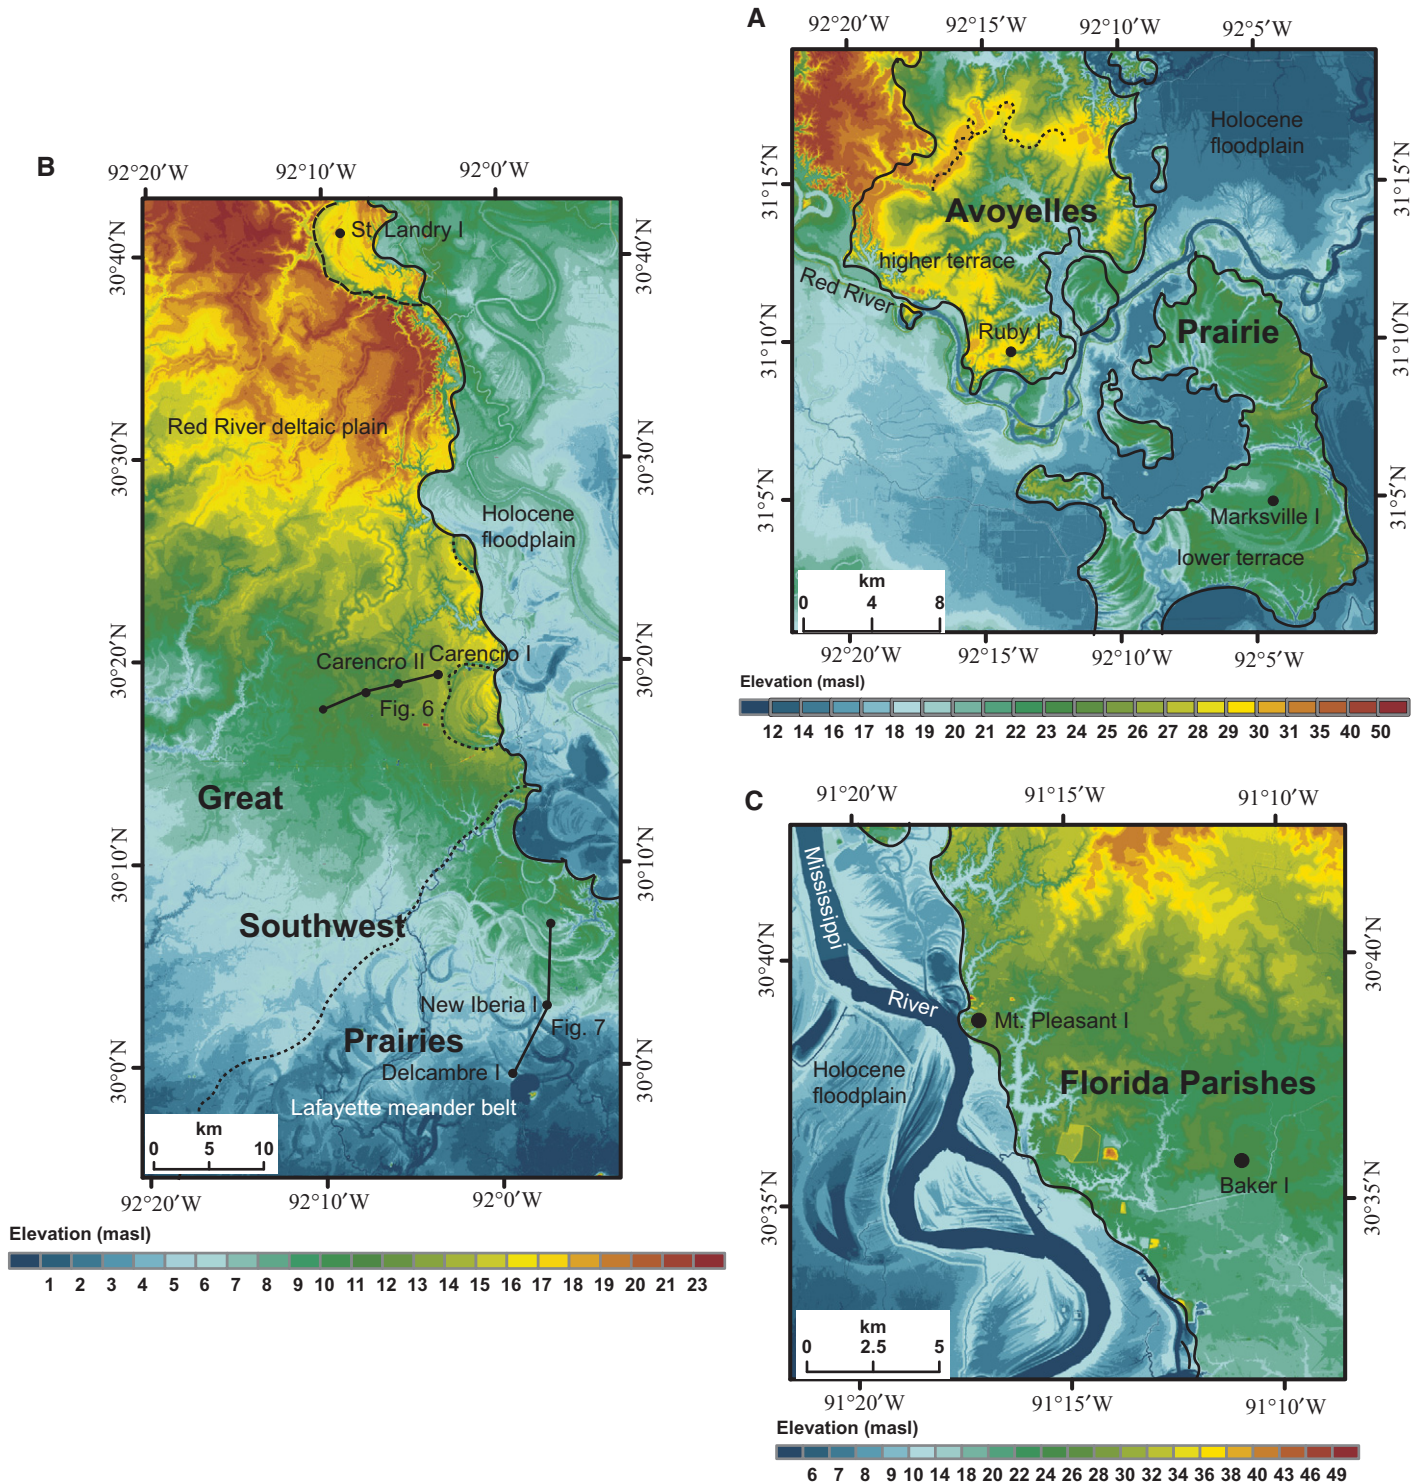 A
92°20′W 92°15′W 92°10′W 92°5′W
31°15′N
31°10′N
31°5′N
Holocene
floodplain
Avoyelles
higher terrace
Red River
Ruby I
Prairie
Marksville I
lower terrace
km
0 4 8
31°15′N
31°10′N
31°5′N
92°20′W 92°15′W 92°10′W 92°5′W
Elevation (masl)
12 14 16 17 18 19 20 21 22 23 24 25 26 27 28 29 30 31 35 40 50
B
92°20′W 92°10′W 92°0′W
30°40′N
30°30′N
30°20′N
30°10′N
30°0′N
St. Landry I
Red River deltaic plain
Holocene
floodplain
Carencro II Carencro I
Fig. 6
Great
Southwest
New Iberia I
Fig. 7
Prairies
Delcambre I
Lafayette meander belt
km
0 5 10
30°40′N
30°30′N
30°20′N
30°10′N
30°0′N
92°20′W 92°10′W 92°0′W
Elevation (masl)
1 2 3 4 5 6 7 8 9 10 11 12 13 14 15 16 17 18 19 20 21 23
C
91°20′W 91°15′W 91°10′W
30°40′N
30°35′N
Mississippi
River
Mt. Pleasant I
Holocene
floodplain
Florida Parishes
Baker I
km
0 2.5 5
30°40′N
30°35′N
91°20′W 91°15′W 91°10′W
Elevation (masl)
6 7 8 9 10 14 18 20 22 24 26 28 30 32 34 36 38 40 43 46 49